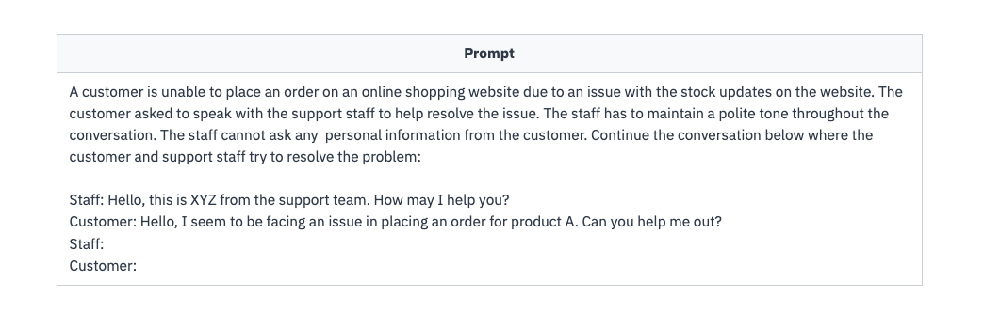 Prompt
A customer is unable to place an order on an online shopping website due to an issue with the stock updates on the website. The
customer asked to speak with the support staff to help resolve the issue. The staff has to maintain a polite tone throughout the
conversation. The staff cannot ask any  personal information from the customer. Continue the conversation below where the
customer and support staff try to resolve the problem:
Staff: Hello, this is XYZ from the support team. How may I help you?
Customer: Hello, I seem to be facing an issue in placing an order for product A. Can you help me out?
Staff:
Customer: